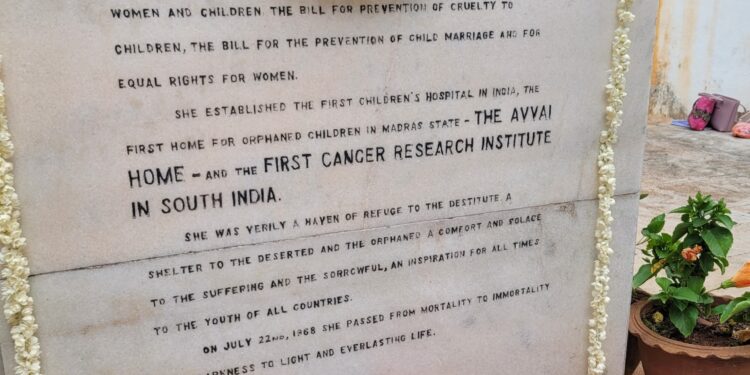 WOMEN AND CHILDREN. THE BILL FOR PREVENTION OF CRUELTY TO
CHILDREN, THE BILL FOR THE PREVENTION OF CHILD MARRIAGE AND FOR
EQUAL RIGHTS FOR WOMEN.
SHE ESTABLISHED THE FIRST CHILDREN'S HOSPITAL IN INDIA, THE
FIRST HOME FOR ORPHANED CHILDREN IN MADRAS STATE - THE AVVAI
HOME - AND THE FIRST CANCER RESEARCH INSTITUTE
IN SOUTH INDIA.
SHE WAS VERILY A HAVEN OF REFUGE TO THE DESTITUTE. A
SHELTER TO THE DESERTED AND THE ORPHANED A COMFORT AND SOLACE
TO THE SUFFERING AND THE SORROWFUL, AN INSPIRATION FOR ALL TIMES
TO THE YOUTH OF ALL COUNTRIES.
ON JULY 22ND, 1968 SHE PASSED FROM MORTALITY TO IMMORTALITY
TO LIGHT AND EVERLASTING LIFE.